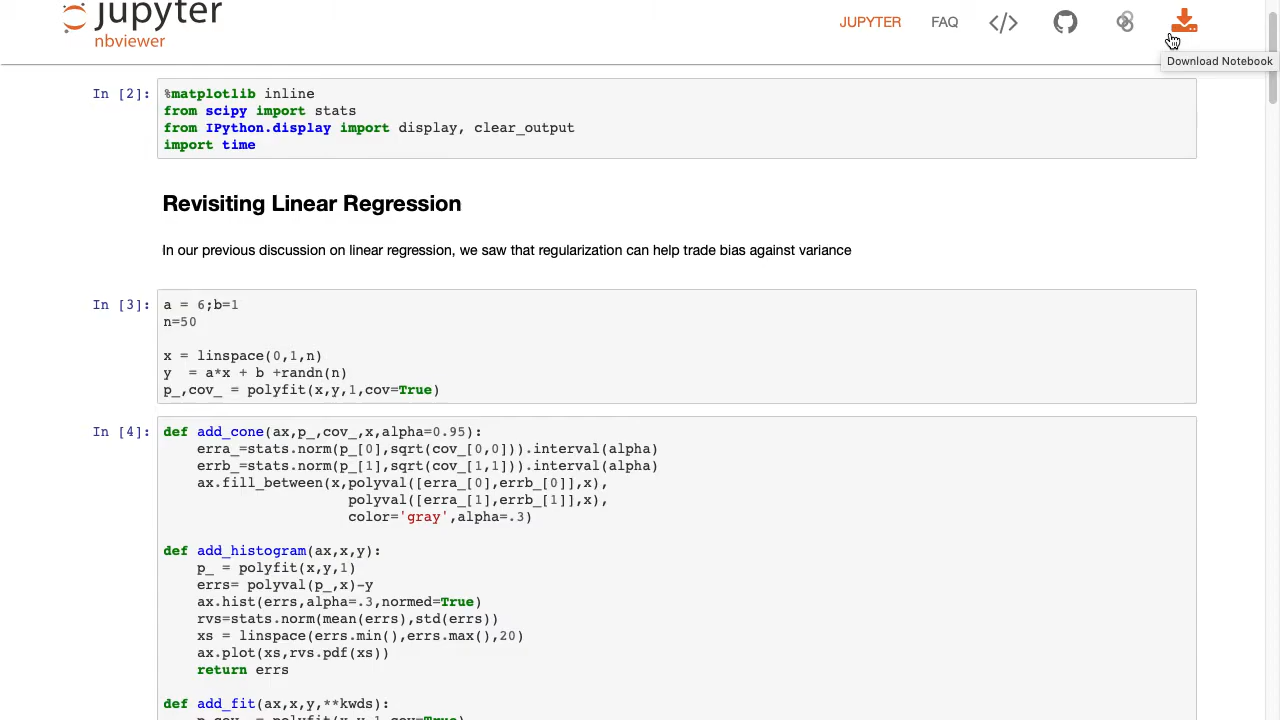 jupyter
nbviewer
JUPYTER FAQ </>
Download Notebook
In [2]: %matplotlib inline
from scipy import stats
from IPython.display import display, clear_output
import time
Revisiting Linear Regression
In our previous discussion on linear regression, we saw that regularization can help trade bias against variance
In [3]: a = 6;b=1
n=50
x = linspace(0,1,n)
y  = a*x + b +randn(n)
p_,cov_ = polyfit(x,y,1,cov=True)
In [4]: def add_cone(ax,p_,cov_,x,alpha=0.95):
    erra_=stats.norm(p_[0],sqrt(cov_[0,0])).interval(alpha)
    errb_=stats.norm(p_[1],sqrt(cov_[1,1])).interval(alpha)
    ax.fill_between(x,polyval([erra_[0],errb_[0]],x),
                      polyval([erra_[1],errb_[1]],x),
                      color='gray',alpha=.3)
def add_histogram(ax,x,y):
    p_ = polyfit(x,y,1)
    errs= polyval(p_,x)-y
    ax.hist(errs,alpha=.3,normed=True)
    rvs=stats.norm(mean(errs),std(errs))
    xs = linspace(errs.min(),errs.max(),20)
    ax.plot(xs,rvs.pdf(xs))
    return errs
def add_fit(ax,x,y,**kwds):
    p_,cov_ = polyfit(x,y,1,cov=True)